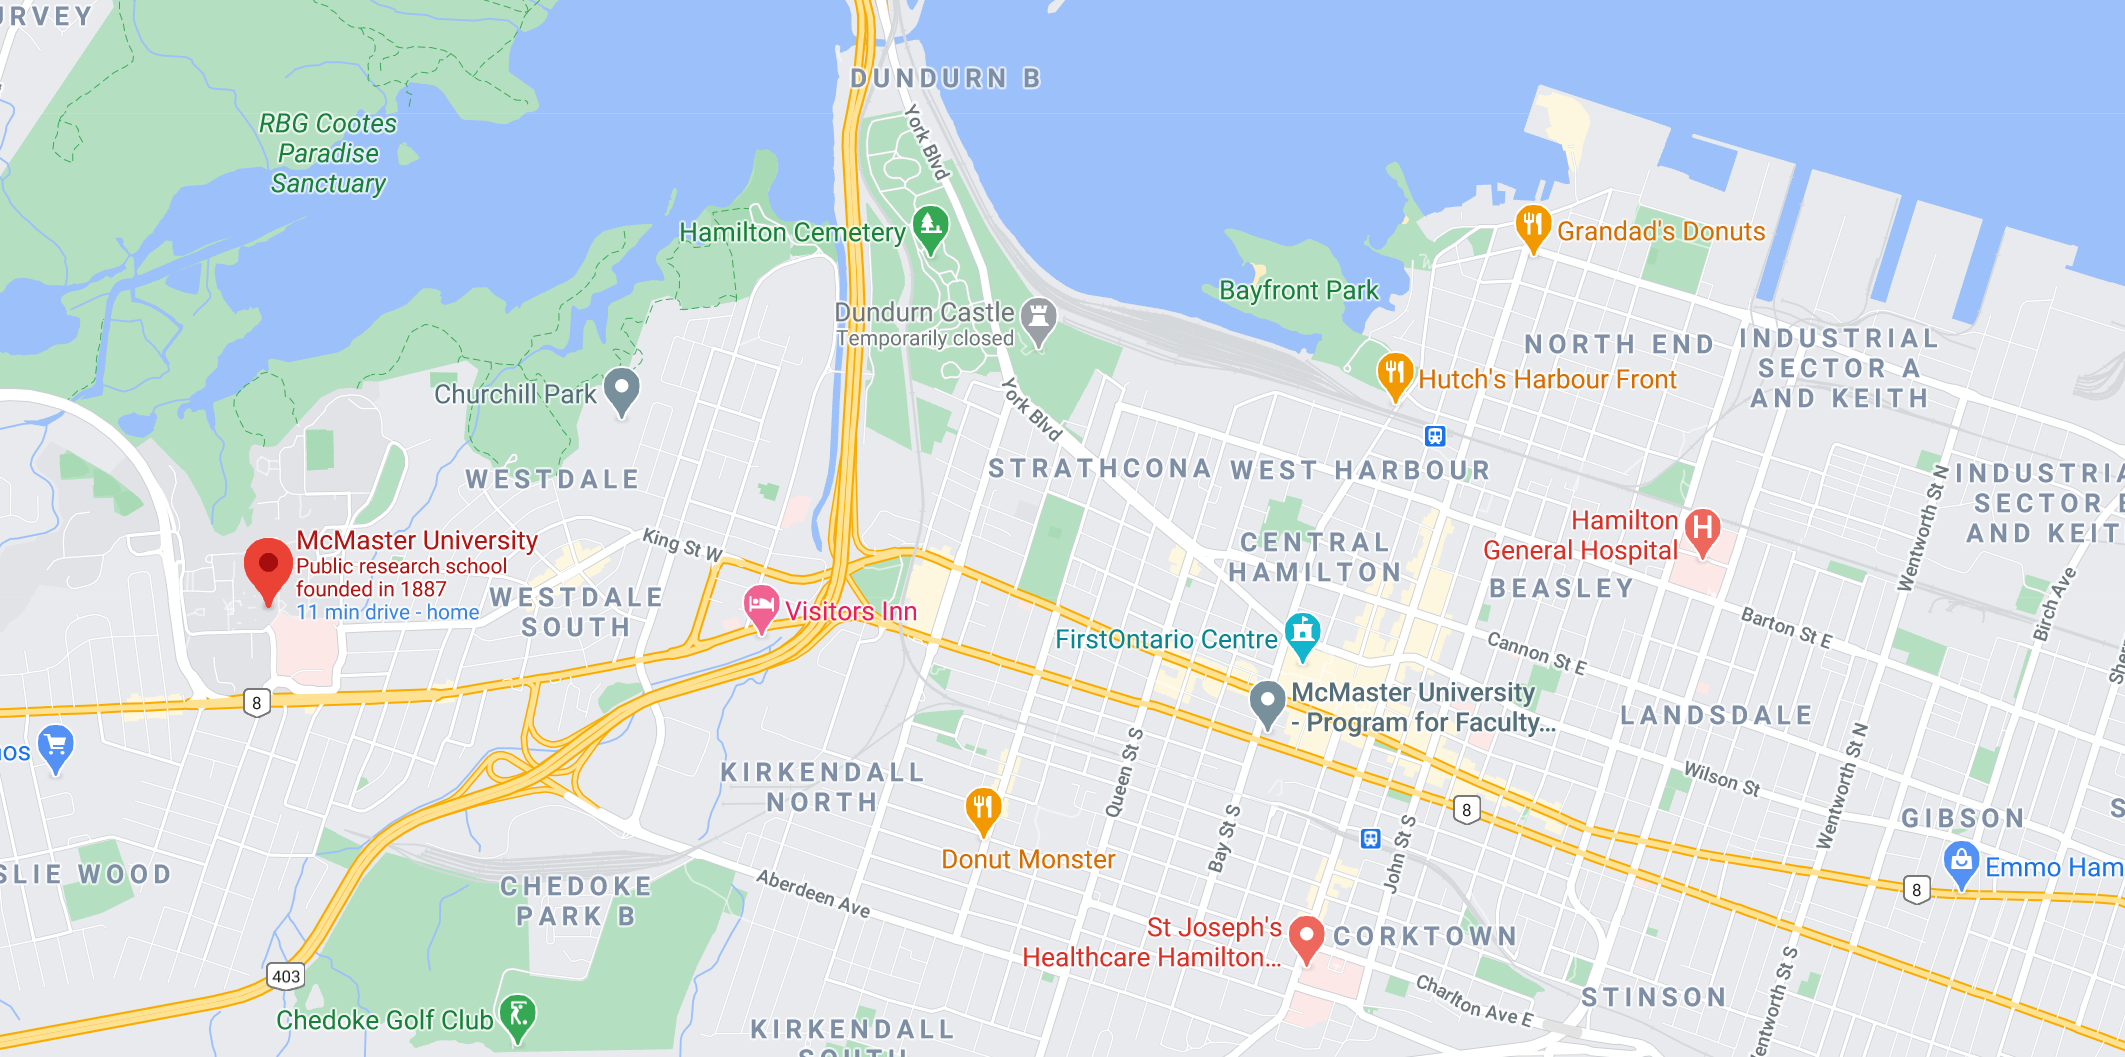 URVEY
DUNDURN B
York Blvd
RBG Cootes
Paradise
Sanctuary
Hamilton Cemetery
Grandad's Donuts
Bayfront Park
Dundurn Castle
Temporarily closed
NORTH END
INDUSTRIAL
SECTOR A
AND KEITH
Churchill Park
York Blvd
Hutch's Harbour Front
WESTDALE
STRATHCONA
WEST HARBOUR
Wentworth St N
INDUSTRIA
SECTOR E
AND KEIT
McMaster University
Public research school
founded in 1887
11 min drive - home
King St W
CENTRAL
HAMILTON
Hamilton
General Hospital
BEASLEY
WESTDALE
SOUTH
Visitors Inn
FirstOntario Centre
Cannon St E
Barton St E
Birch Ave
Sher
8
McMaster University
- Program for Faculty...
LANDSDALE
os
KIRKENDALL
NORTH
Queen St S
Wilson St
Wentworth St N
Donut Monster
Bay St S
John St S
8
GIBSON
S
Emmo Ham
8
SLIE WOOD
CHEDOKE
PARK B
Aberdeen Ave
St Joseph's
Healthcare Hamilton...
CORKTOWN
403
Chedoke Golf Club
Charlton Ave E
STINSON
Wentworth St S
KIRKENDALL
SOUTH